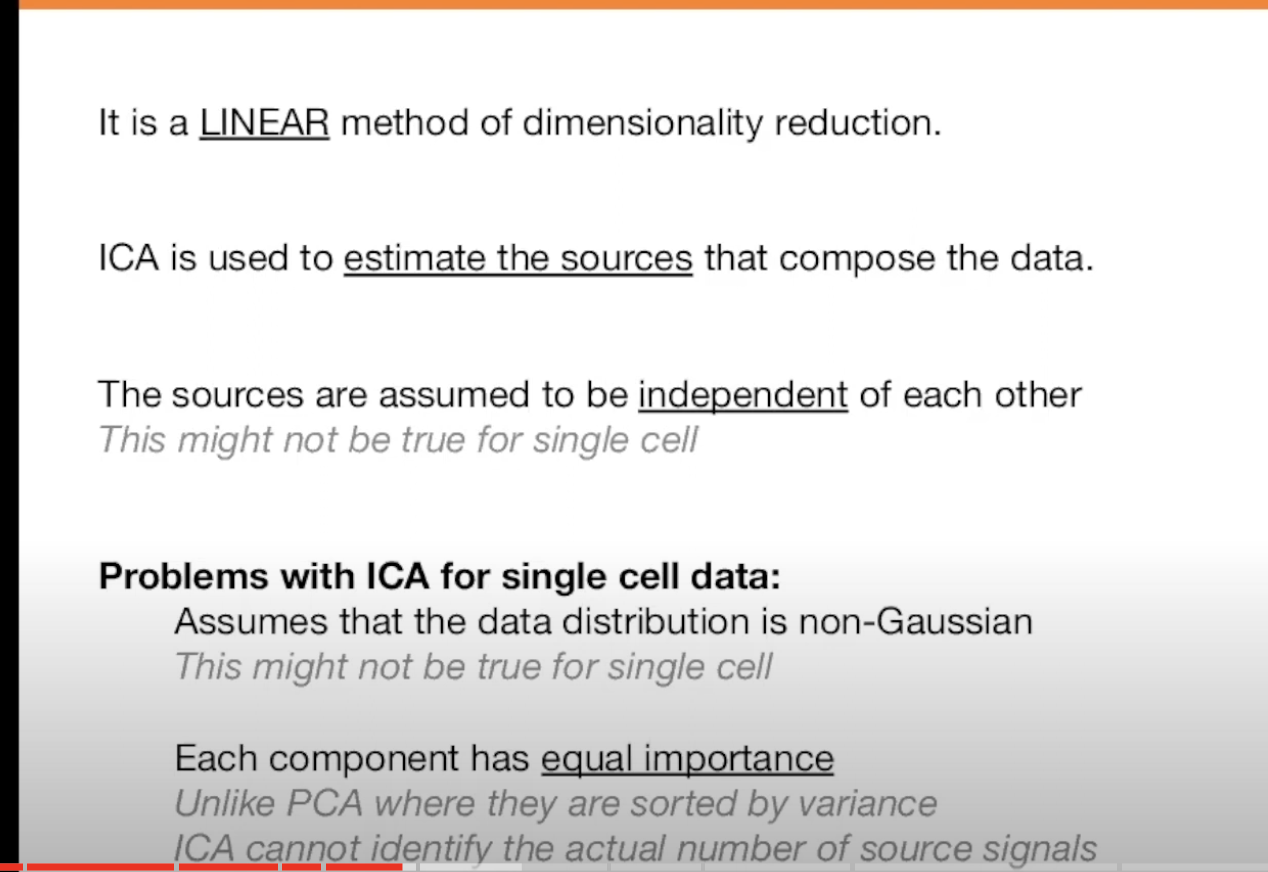 It is a LINEAR method of dimensionality reduction.
ICA is used to estimate the sources that compose the data.
The sources are assumed to be independent of each other
This might not be true for single cell
Problems with ICA for single cell data:
Assumes that the data distribution is non-Gaussian
This might not be true for single cell
Each component has equal importance
Unlike PCA where they are sorted by variance
ICA cannot identify the actual number of source signals